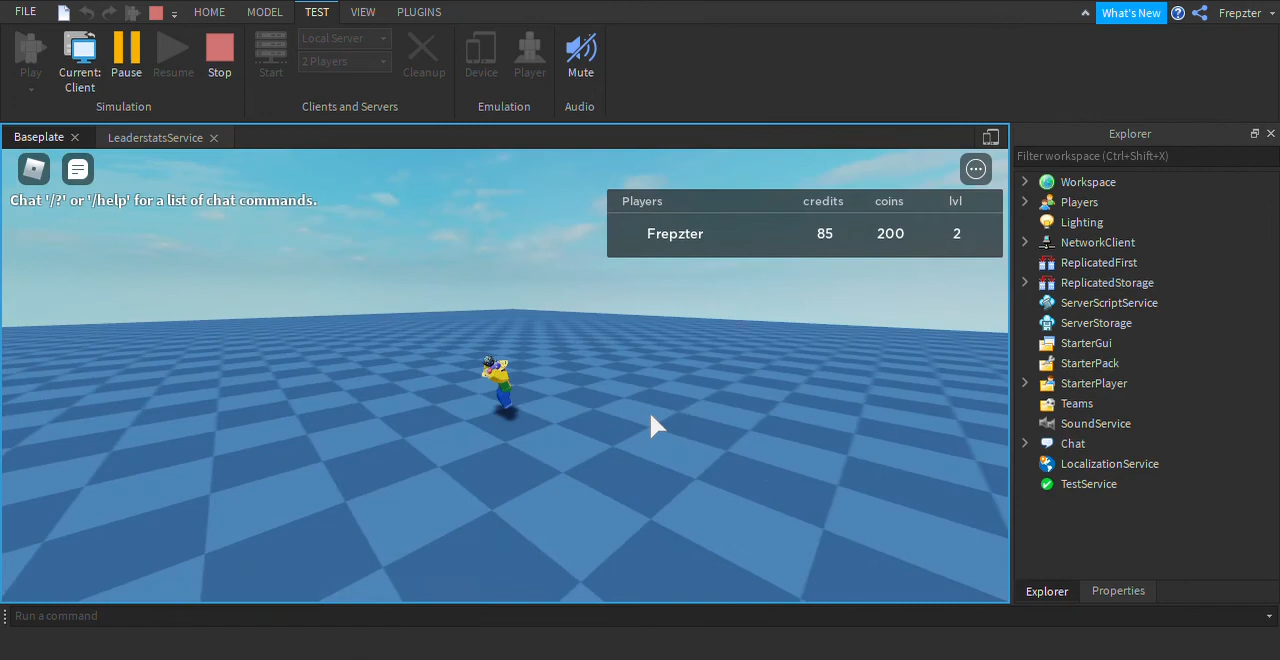 FILE HOME MODEL TEST VIEW PLUGINS What's New Frepzter
Play Current: Client Pause Resume Stop
Simulation
Start Local Server 2 Players Cleanup
Clients and Servers
Device Player
Emulation
Mute
Audio
Baseplate LeaderstatsService
Chat '/?' or '/help' for a list of chat commands.
Players credits coins lvl
Frepzter 85 200 2
Explorer
Filter workspace (Ctrl+Shift+X)
Workspace
Players
Lighting
NetworkClient
ReplicatedFirst
ReplicatedStorage
ServerScriptService
ServerStorage
StarterGui
StarterPack
StarterPlayer
Teams
SoundService
Chat
LocalizationService
TestService
Explorer Properties
Run a command